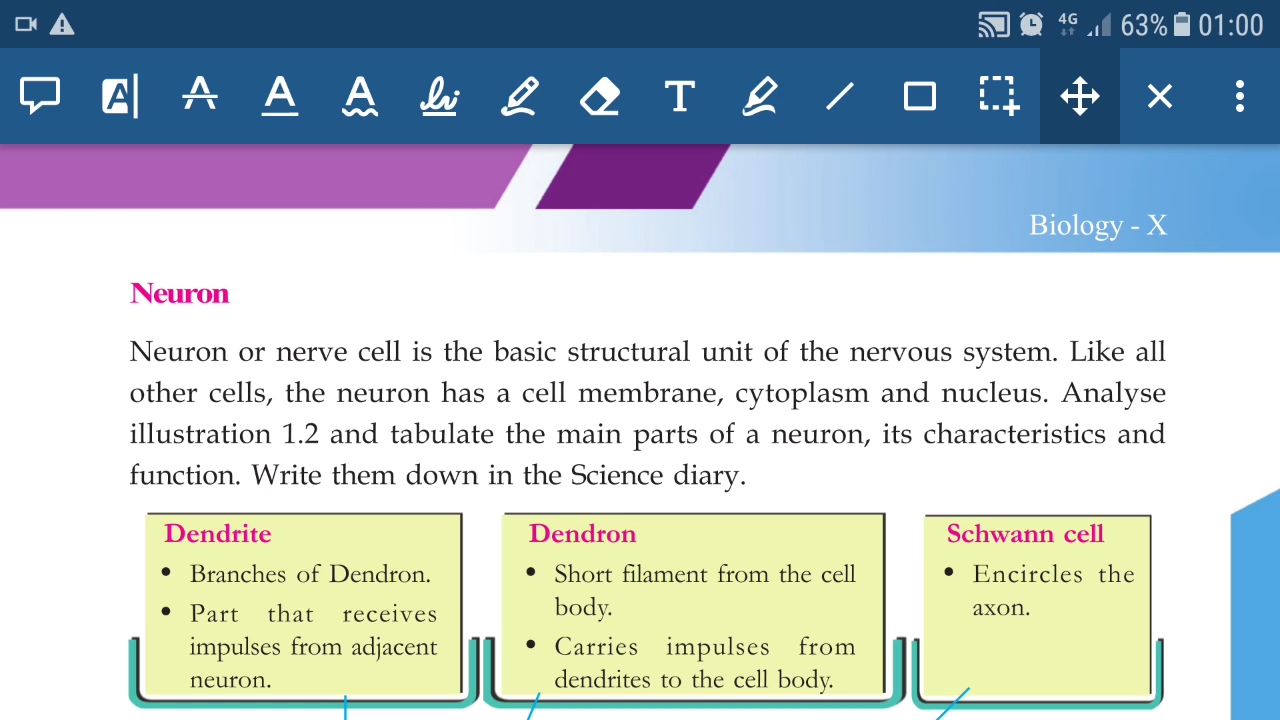 4G 63% 01:00
Biology - X
Neuron
Neuron or nerve cell is the basic structural unit of the nervous system. Like all
other cells, the neuron has a cell membrane, cytoplasm and nucleus. Analyse
illustration 1.2 and tabulate the main parts of a neuron, its characteristics and
function. Write them down in the Science diary.
Dendrite
• Branches of Dendron.
• Part that receives
impulses from adjacent
neuron.
Dendron
• Short filament from the cell
body.
• Carries impulses from
dendrites to the cell body.
Schwann cell
• Encircles the
axon.